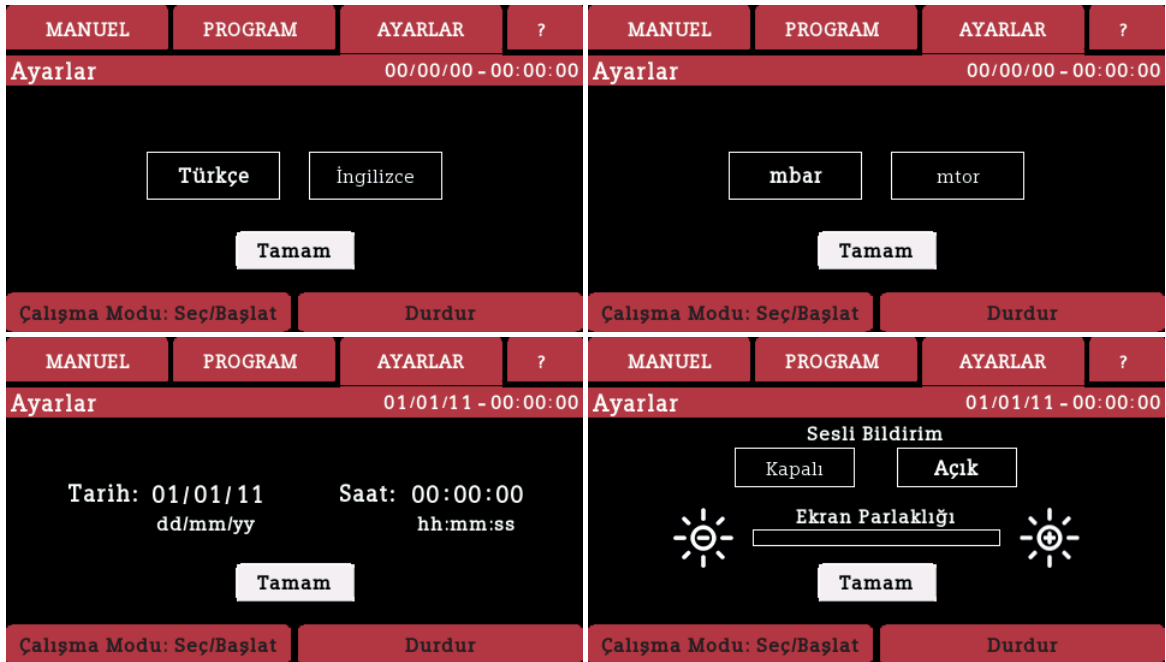 MANUEL PROGRAM AYARLAR ?
Ayarlar 00/00/00 - 00:00:00
Türkçe İngilizce
Tamam
Çalışma Modu: Seç/Başlat Durdur
MANUEL PROGRAM AYARLAR ?
Ayarlar 00/00/00 - 00:00:00
mbar mtor
Tamam
Çalışma Modu: Seç/Başlat Durdur
MANUEL PROGRAM AYARLAR ?
Ayarlar 01/01/11 - 00:00:00
Tarih: 01/01/11 Saat: 00:00:00
dd/mm/yy hh:mm:ss
Tamam
Çalışma Modu: Seç/Başlat Durdur
MANUEL PROGRAM AYARLAR ?
Ayarlar 01/01/11 - 00:00:00
Sesli Bildirim
Kapalı Açık
Ekran Parlaklığı
Tamam
Çalışma Modu: Seç/Başlat Durdur